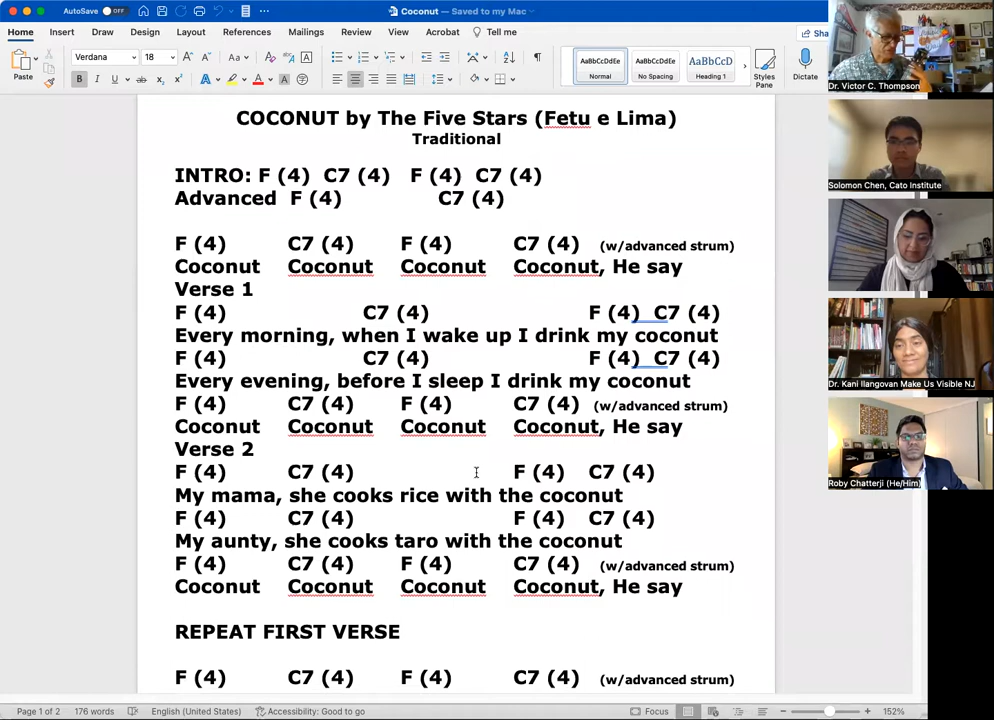 AutoSave OFF
Coconut — Saved to my Mac
Home Insert Draw Design Layout References Mailings Review View Acrobat Tell me
Sha
Paste
Verdana 18
B I U ab x₂ x²
AaBbCcDdEe
Normal
AaBbCcDdEe
No Spacing
AaBbCcD
Heading 1
Styles
Pane
Dictate
COCONUT by The Five Stars (Fetu e Lima)
Traditional
INTRO: F (4) C7 (4) F (4) C7 (4)
Advanced F (4) C7 (4)
F (4) C7 (4) F (4) C7 (4) (w/advanced strum)
Coconut Coconut Coconut Coconut, He say
Verse 1
F (4) C7 (4) F (4) C7 (4)
Every morning, when I wake up I drink my coconut
F (4) C7 (4) F (4) C7 (4)
Every evening, before I sleep I drink my coconut
F (4) C7 (4) F (4) C7 (4) (w/advanced strum)
Coconut Coconut Coconut Coconut, He say
Verse 2
F (4) C7 (4) F (4) C7 (4)
My mama, she cooks rice with the coconut
F (4) C7 (4) F (4) C7 (4)
My aunty, she cooks taro with the coconut
F (4) C7 (4) F (4) C7 (4) (w/advanced strum)
Coconut Coconut Coconut Coconut, He say
REPEAT FIRST VERSE
F (4) C7 (4) F (4) C7 (4) (w/advanced strum)
Page 1 of 2 176 words English (United States) Accessibility: Good to go Focus 152%
Dr. Victor C. Thompson
Solomon Chen, Cato Institute
Dr. Kani Ilangovan Make Us Visible NJ
Roby Chatterji (He/Him)